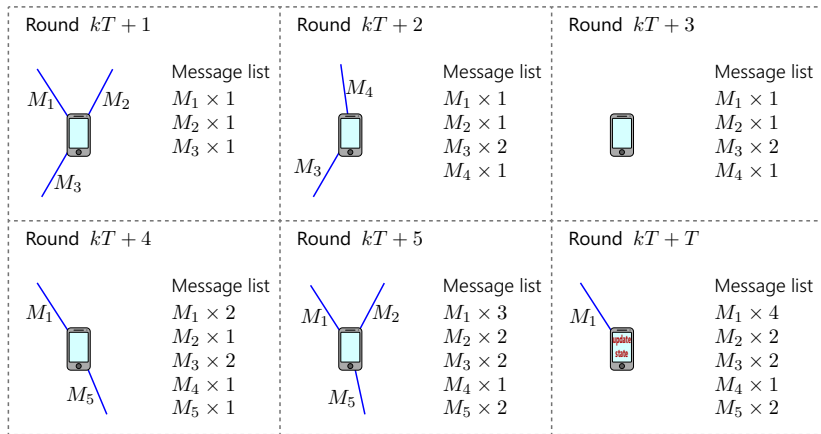 Round kT + 1
M₁
M₂
M₃
Message list
M₁ × 1
M₂ × 1
M₃ × 1
Round kT + 2
M₄
M₃
Message list
M₁ × 1
M₂ × 1
M₃ × 2
M₄ × 1
Round kT + 3
Message list
M₁ × 1
M₂ × 1
M₃ × 2
M₄ × 1
Round kT + 4
M₁
M₅
Message list
M₁ × 2
M₂ × 1
M₃ × 2
M₄ × 1
M₅ × 1
Round kT + 5
M₁
M₂
M₅
Message list
M₁ × 3
M₂ × 2
M₃ × 2
M₄ × 1
M₅ × 2
Round kT + T
M₁
update
state
Message list
M₁ × 4
M₂ × 2
M₃ × 2
M₄ × 1
M₅ × 2